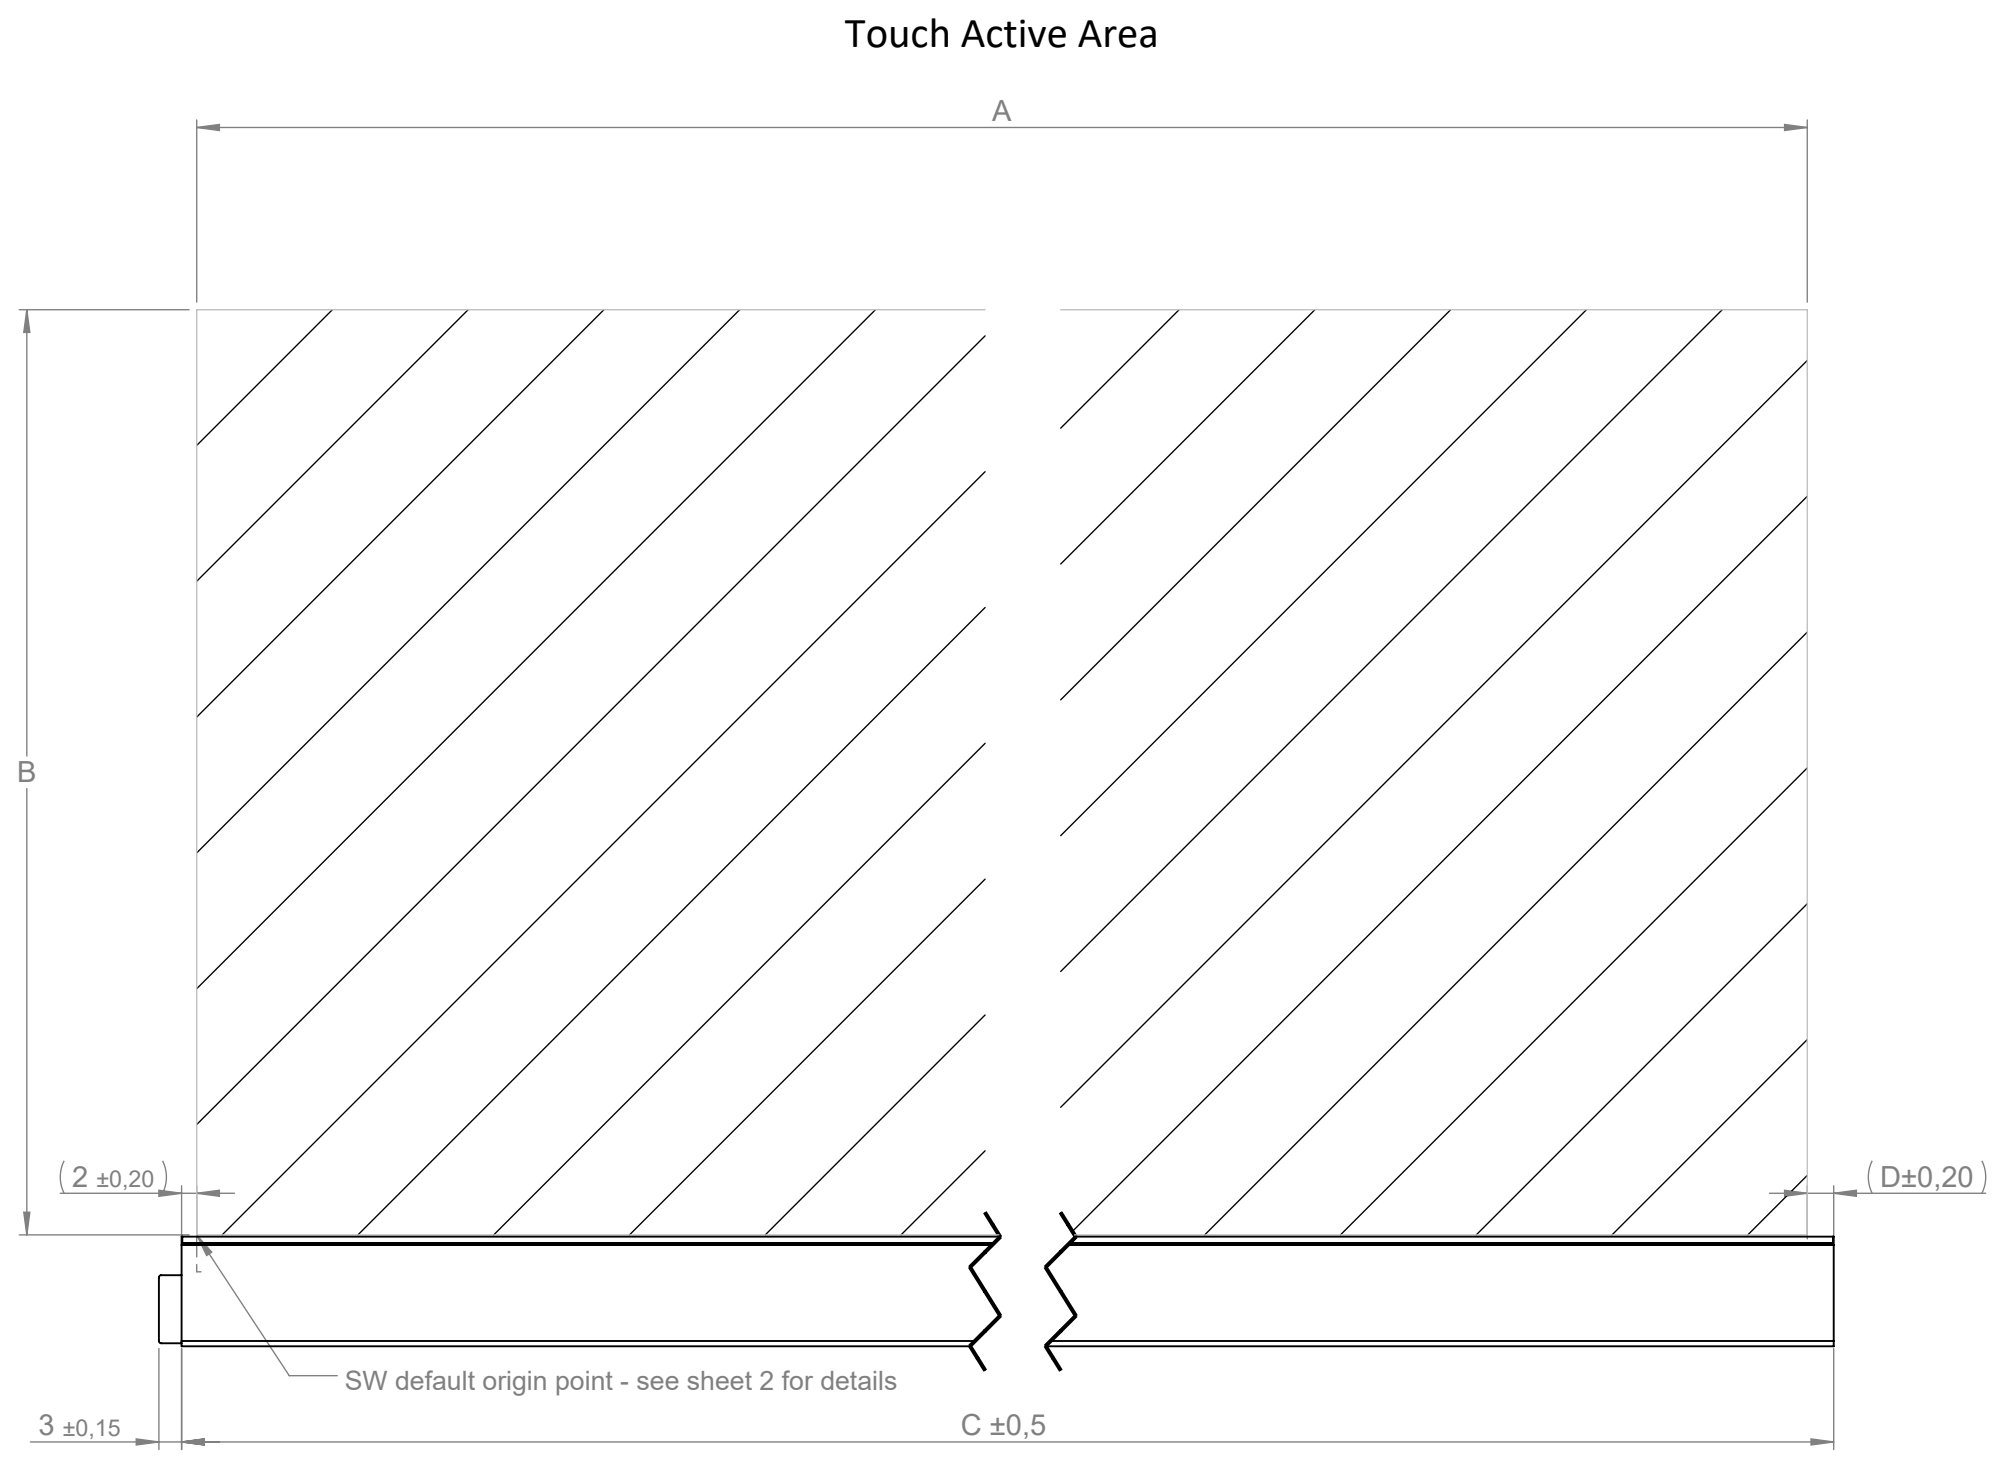 Touch Active Area
A
B
(2 ±0,20)
(D±0,20)
SW default origin point - see sheet 2 for details
3 ±0,15
C ±0,5